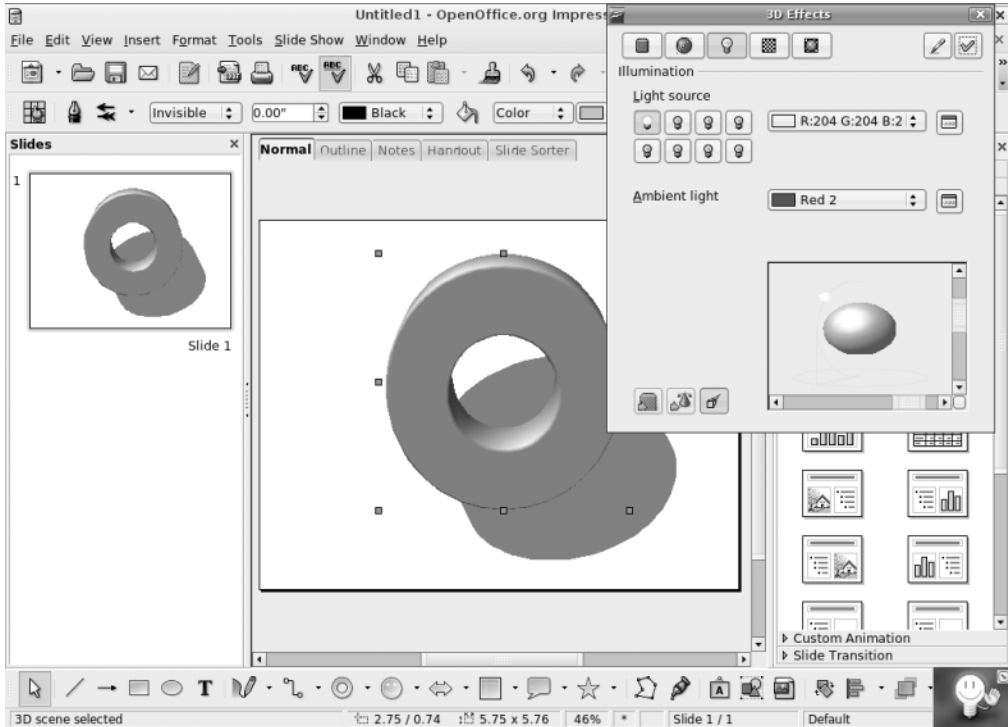 Untitled1 - OpenOffice.org Impress
3D Effects
File Edit View Insert Format Tools Slide Show Window Help
Illumination
Light source
Invisible 0.00" Black Color
R:204 G:204 B:2
Slides
Normal Outline Notes Handout Slide Sorter
1
Ambient light
Red 2
Slide 1
Custom Animation
Slide Transition
3D scene selected 2.75 / 0.74 5.75 x 5.76 46% * Slide 1 / 1 Default